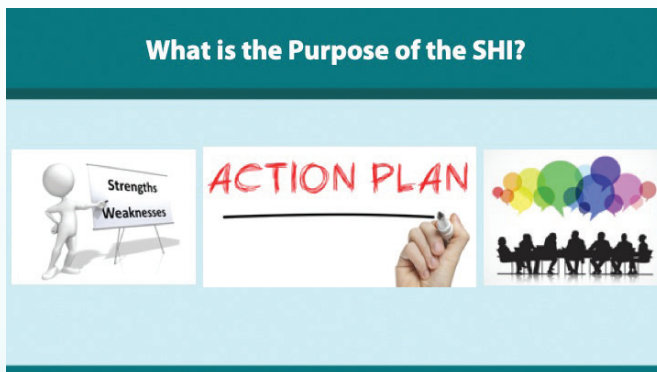 What is the Purpose of the SHI?
Strengths
Weaknesses
ACTION PLAN